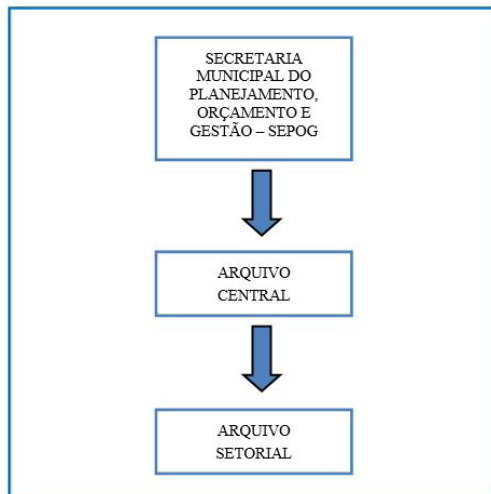 SECRETARIA
MUNICIPAL DO
PLANEJAMENTO,
ORÇAMENTO E
GESTÃO – SEPOG
ARQUIVO
CENTRAL
ARQUIVO
SETORIAL